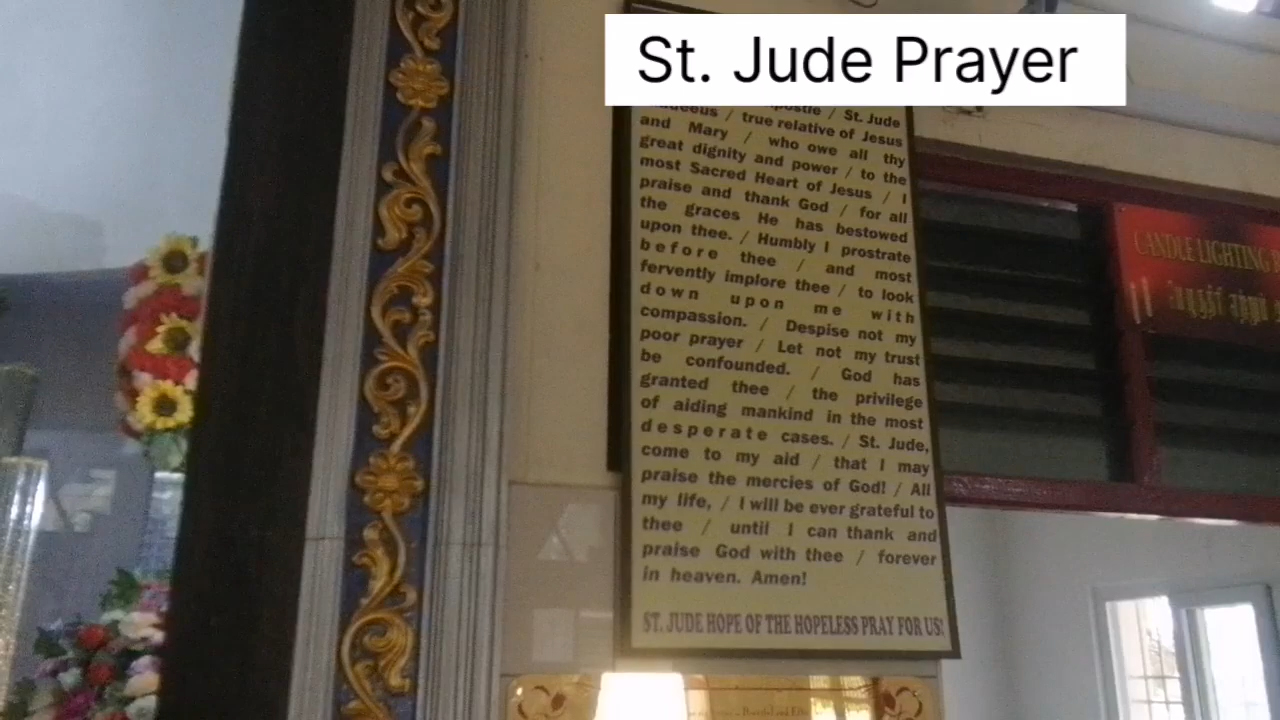 St. Jude Prayer
/ St. Jude
/ true relative of Jesus
and Mary / who owe all thy
great dignity and power / to the
most Sacred Heart of Jesus / I
praise and thank God / for all
the graces He has bestowed
upon thee. / Humbly I prostrate
before thee / and most
fervently implore thee / to look
down upon me with
compassion. / Despise not my
poor prayer / Let not my trust
be confounded. / God has
granted thee / the privilege
of aiding mankind in the most
desperate cases. / St. Jude,
come to my aid / that I may
praise the mercies of God! / All
my life, / I will be ever grateful to
thee / until I can thank and
praise God with thee / forever
in heaven. Amen!
ST. JUDE HOPE OF THE HOPELESS PRAY FOR US!
CANDLE LIGHTING